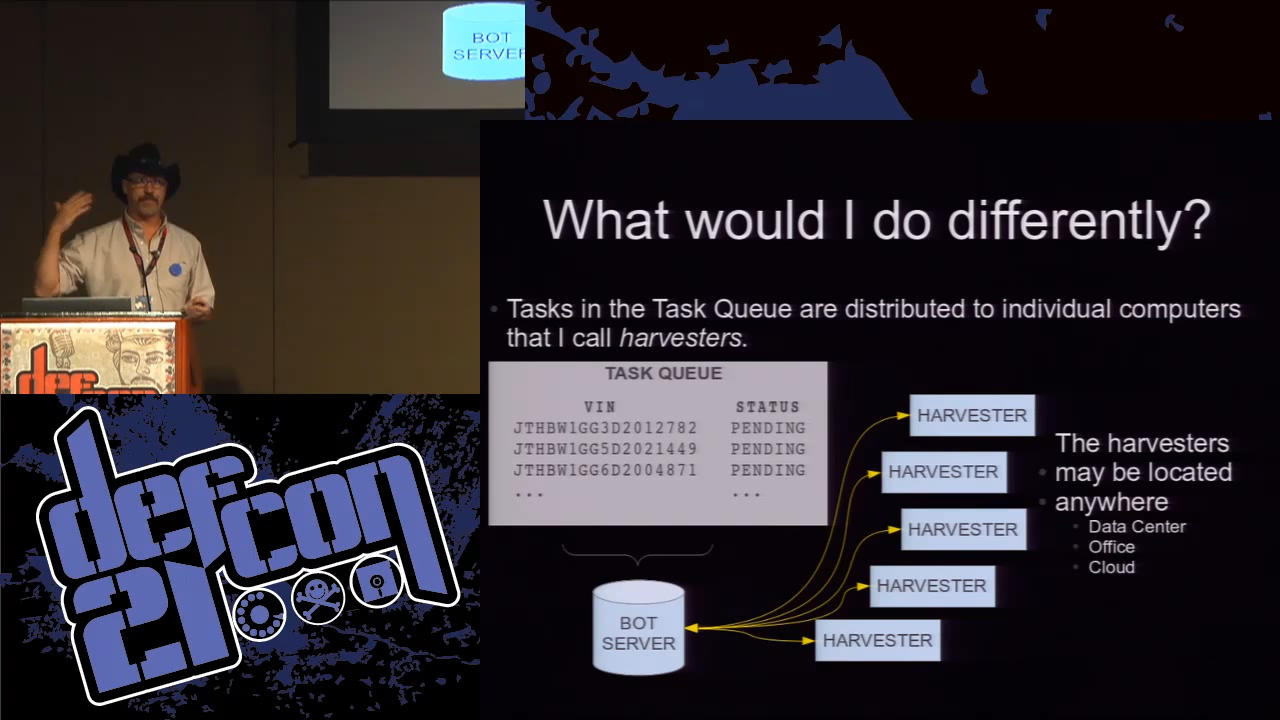 BOT
SERVER
What would I do differently?
Tasks in the Task Queue are distributed to individual computers
that I call harvesters.
TASK QUEUE
VIN STATUS
JTHBW1GG3D2012782 PENDING
JTHBW1GG5D2021449 PENDING
JTHBW1GG6D2004871 PENDING
... ...
HARVESTER
HARVESTER
HARVESTER
HARVESTER
HARVESTER
The harvesters
may be located
anywhere
Data Center
Office
Cloud
BOT
SERVER
defcon
defcon
21